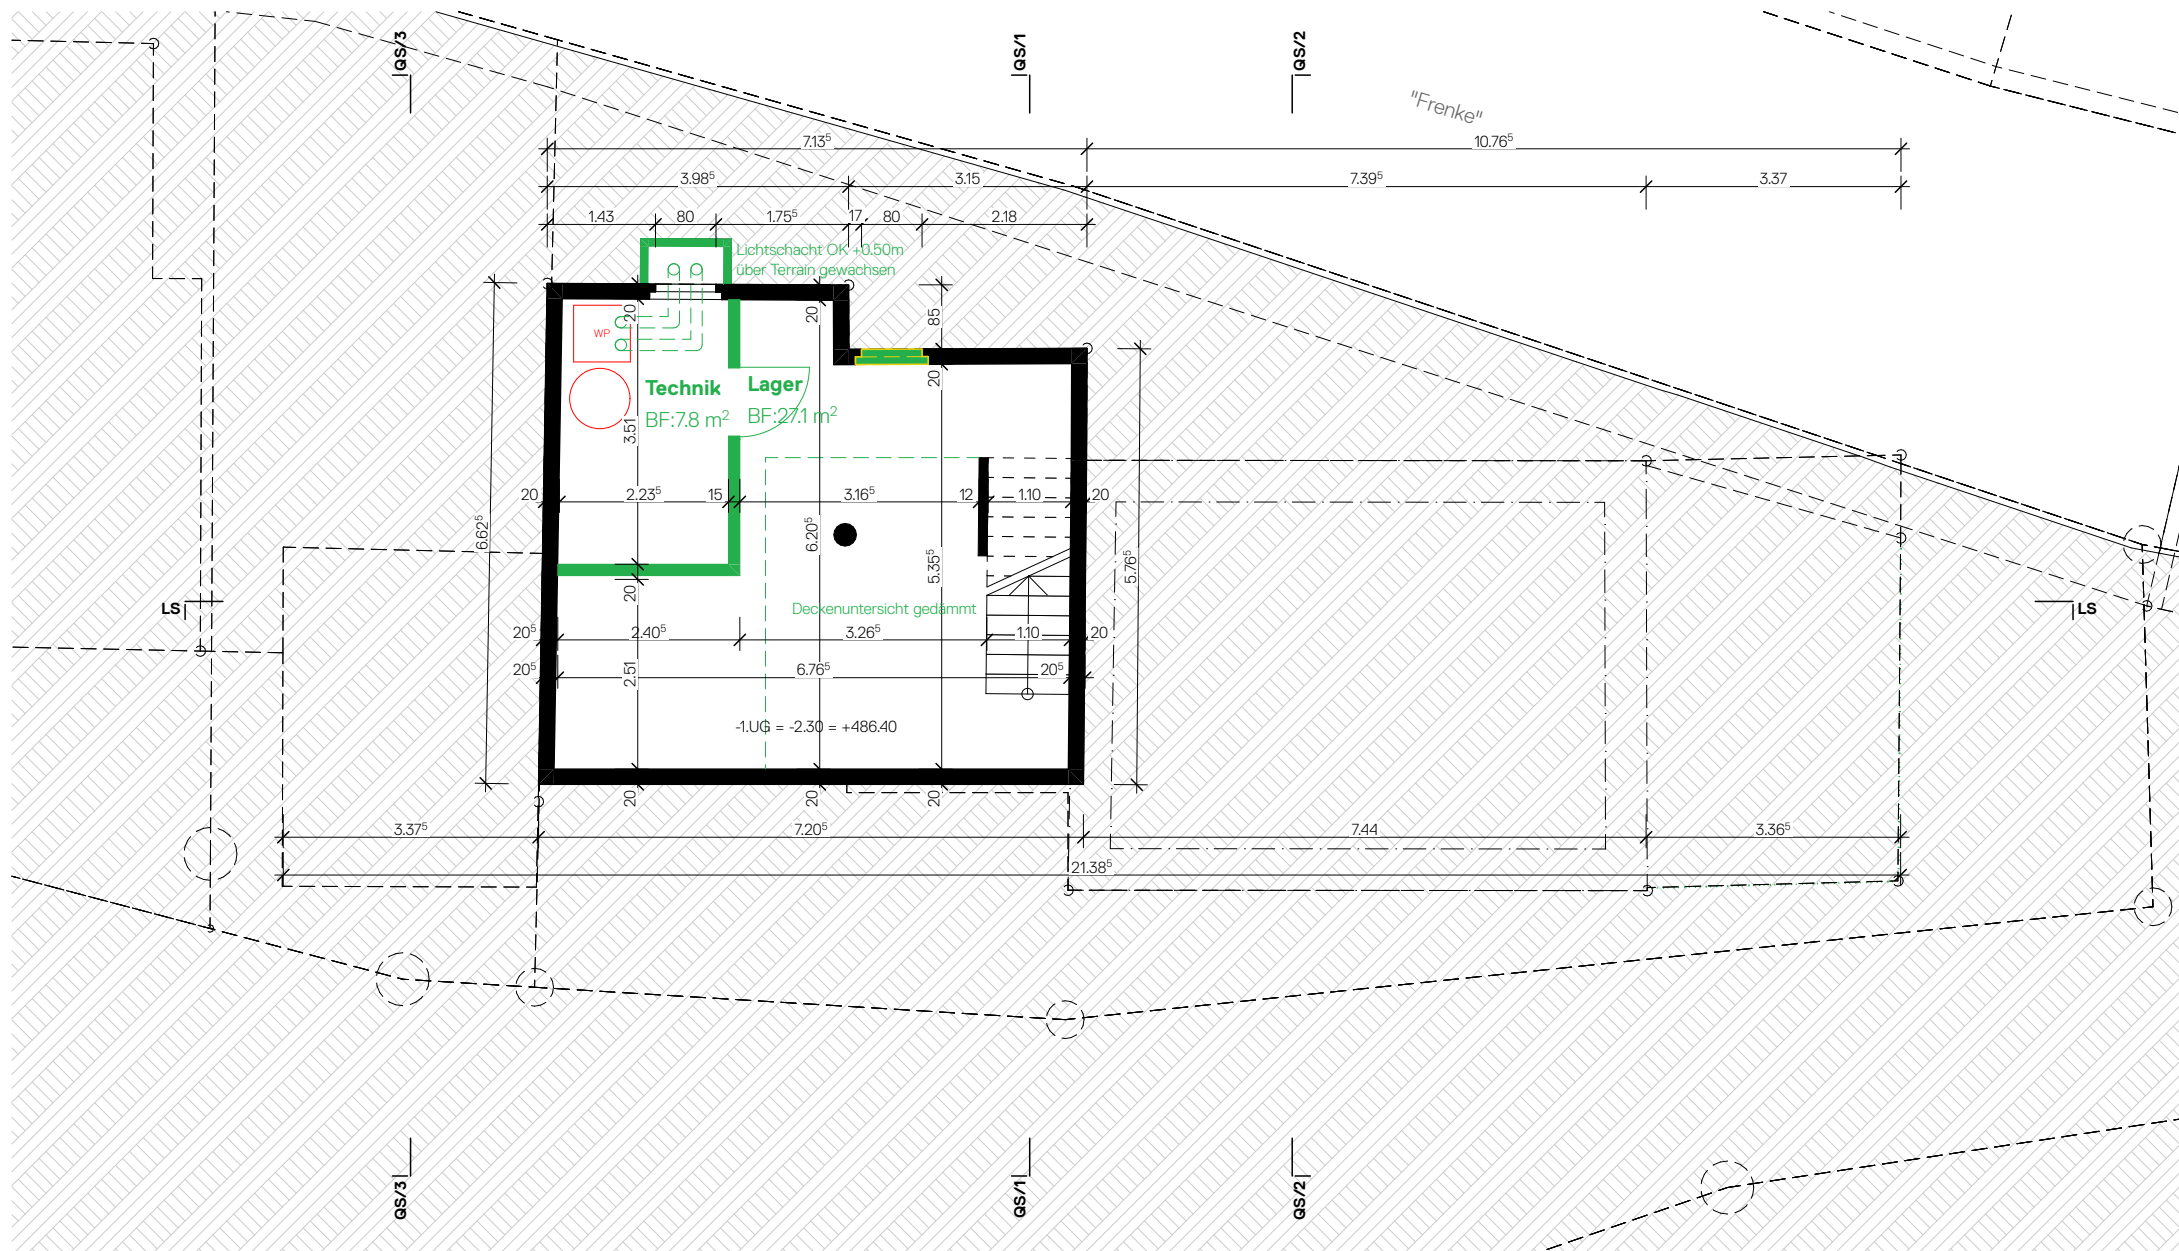 QS/3
QS/1
QS/2
"Frenke"
7.13⁵
10.76⁵
3.98⁵
3.15
7.39⁵
3.37
1.43
80
1.75⁵
17
80
2.18
Lichtschacht OK +0.50m
über Terrain gewachsen
20
20
85
WP
20
Technik
BF:7.8 m²
Lager
BF:27.1 m²
3.51
20
2.23⁵
15
3.16⁵
12
1.10
20
6.62⁵
6.20⁵
5.35⁵
5.76⁵
20
Deckenuntersicht gedämmt
LS
LS
20⁵
2.40⁵
3.26⁵
1.10
20
20⁵
2.51
6.76⁵
20⁵
-1.UG = -2.30 = +486.40
20
20
20
3.37⁵
7.20⁵
7.44
3.36⁵
21.38⁵
QS/3
QS/1
QS/2